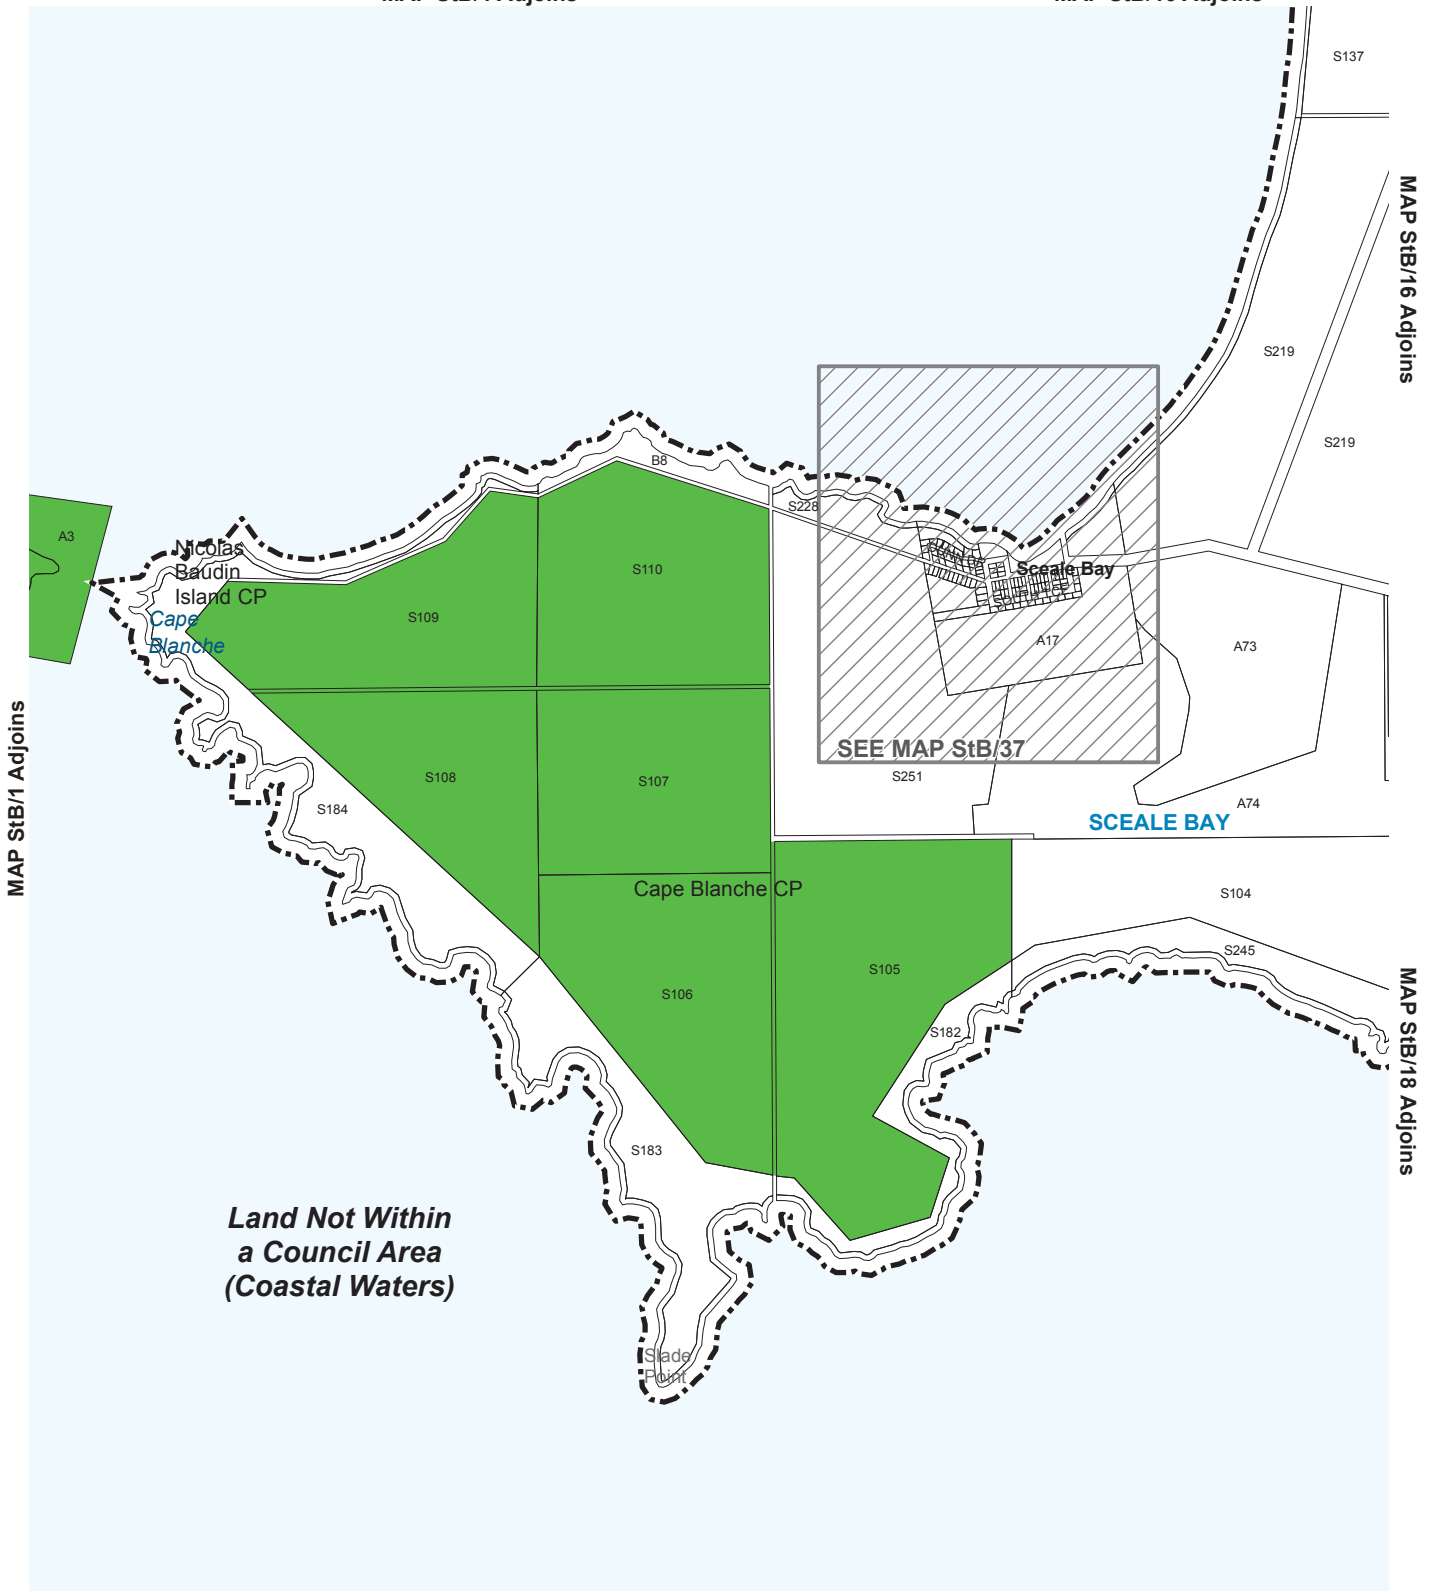 S137
MAP StB/16 Adjoins
S219
S219
B8
S228
A3
Nicolas
Baudin
Island CP
Cape
Blanche
S110
S109
Sceale Bay
A17
A73
MAP StB/1 Adjoins
SEE MAP StB/37
S108
S107
S251
S184
A74
SCEALE BAY
Cape Blanche CP
S104
S245
S105
S106
S182
MAP StB/18 Adjoins
S183
Land Not Within
a Council Area
(Coastal Waters)
Slade
Point